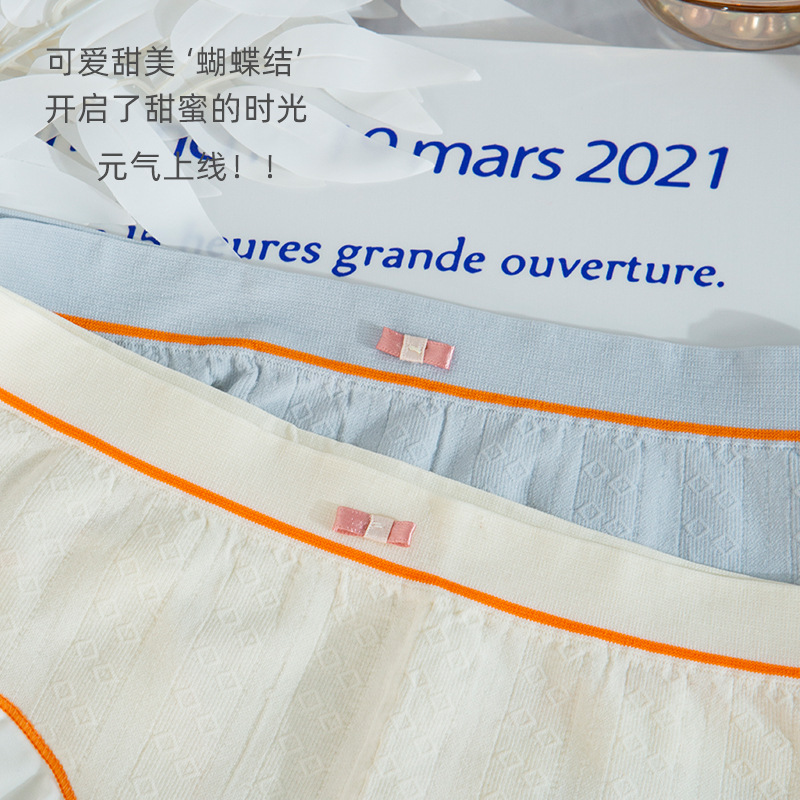 可爱甜美‘蝴蝶结’
开启了甜蜜的时光
元气上线！！
mars 2021
heures grande ouverture.